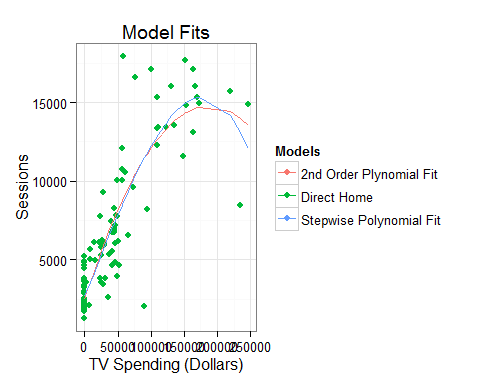 Model Fits
15000
10000
5000
Sessions
0 50000 100000 150000 200000 250000
TV Spending (Dollars)
Models
2nd Order Plynomial Fit
Direct Home
Stepwise Polynomial Fit